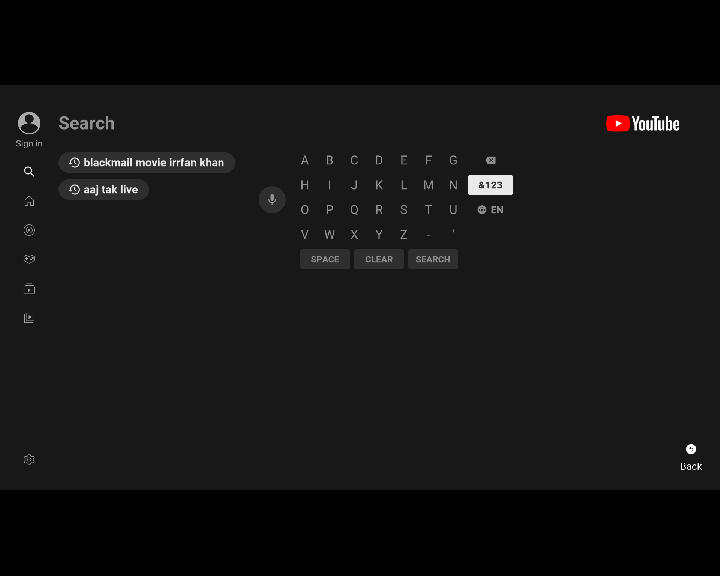 Search
YouTube
Sign in
blackmail movie irrfan khan
aaj tak live
A B C D E F G
H I J K L M N &123
O P Q R S T U EN
V W X Y Z - '
SPACE CLEAR SEARCH
Back